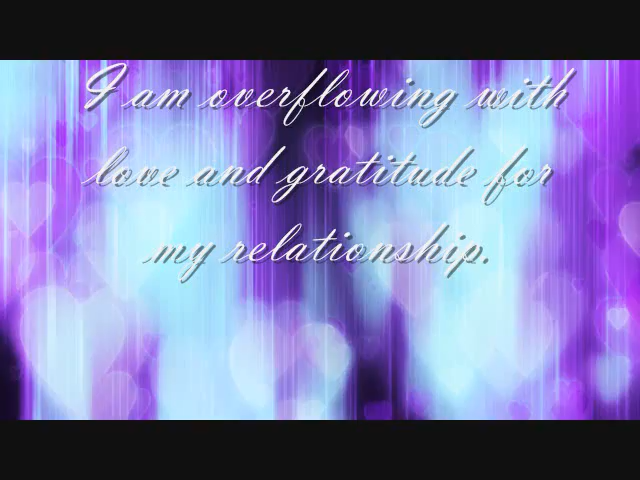 I am overflowing with
love and gratitude for
my relationship.